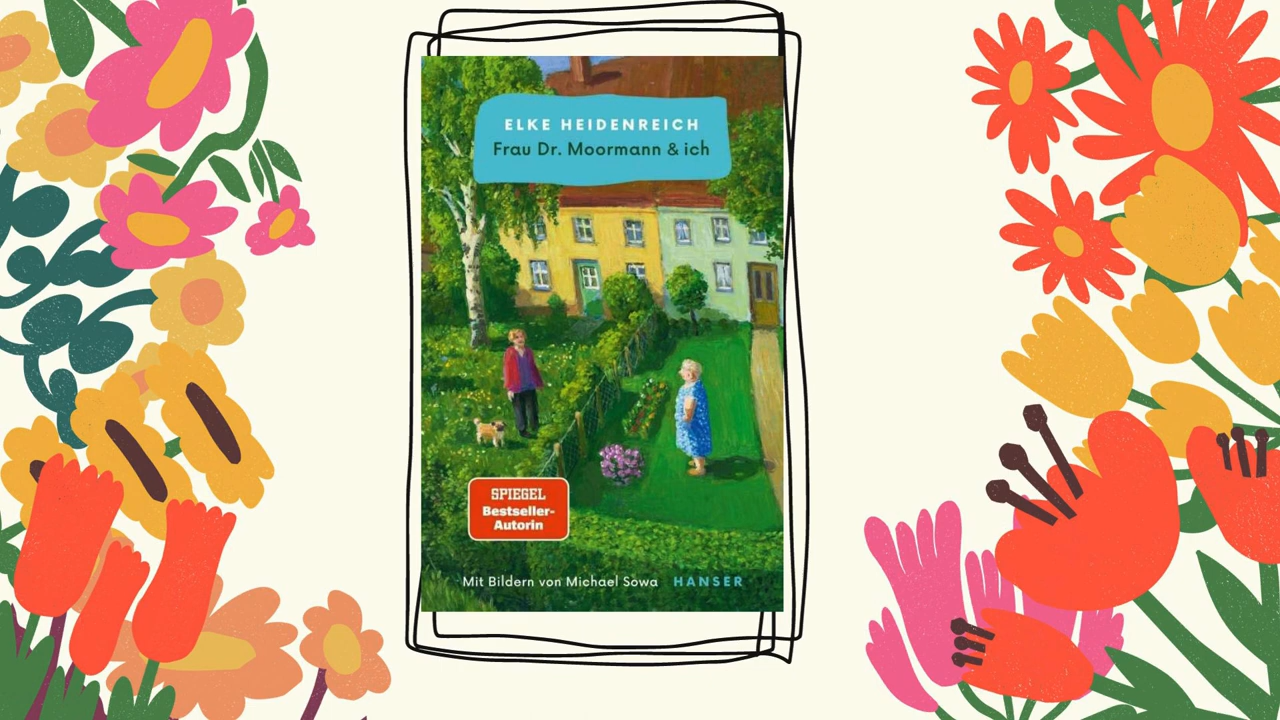 ELKE HEIDENREICH
Frau Dr. Moormann & ich
SPIEGEL
Bestseller-
Autorin
Mit Bildern von Michael Sowa HANSER